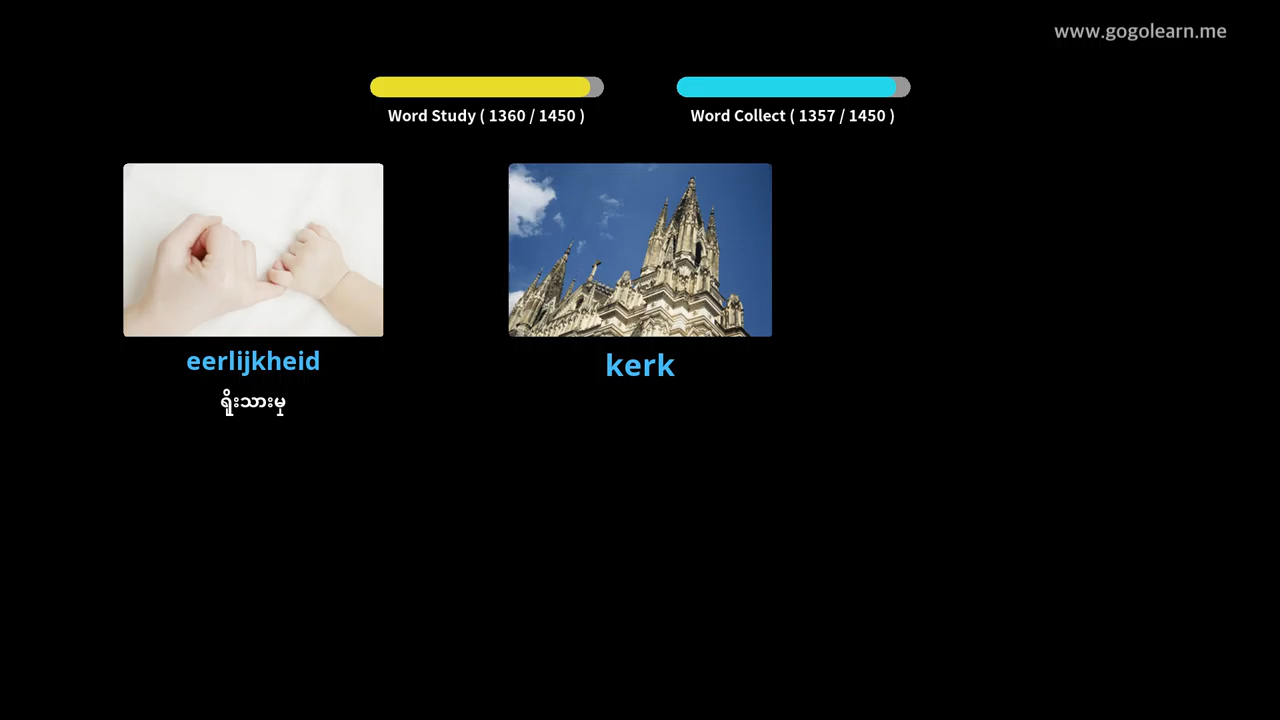 www.gogolearn.me
Word Study ( 1360 / 1450 )
Word Collect ( 1357 / 1450 )
eerlijkheid
ရိုးသားမှ
kerk